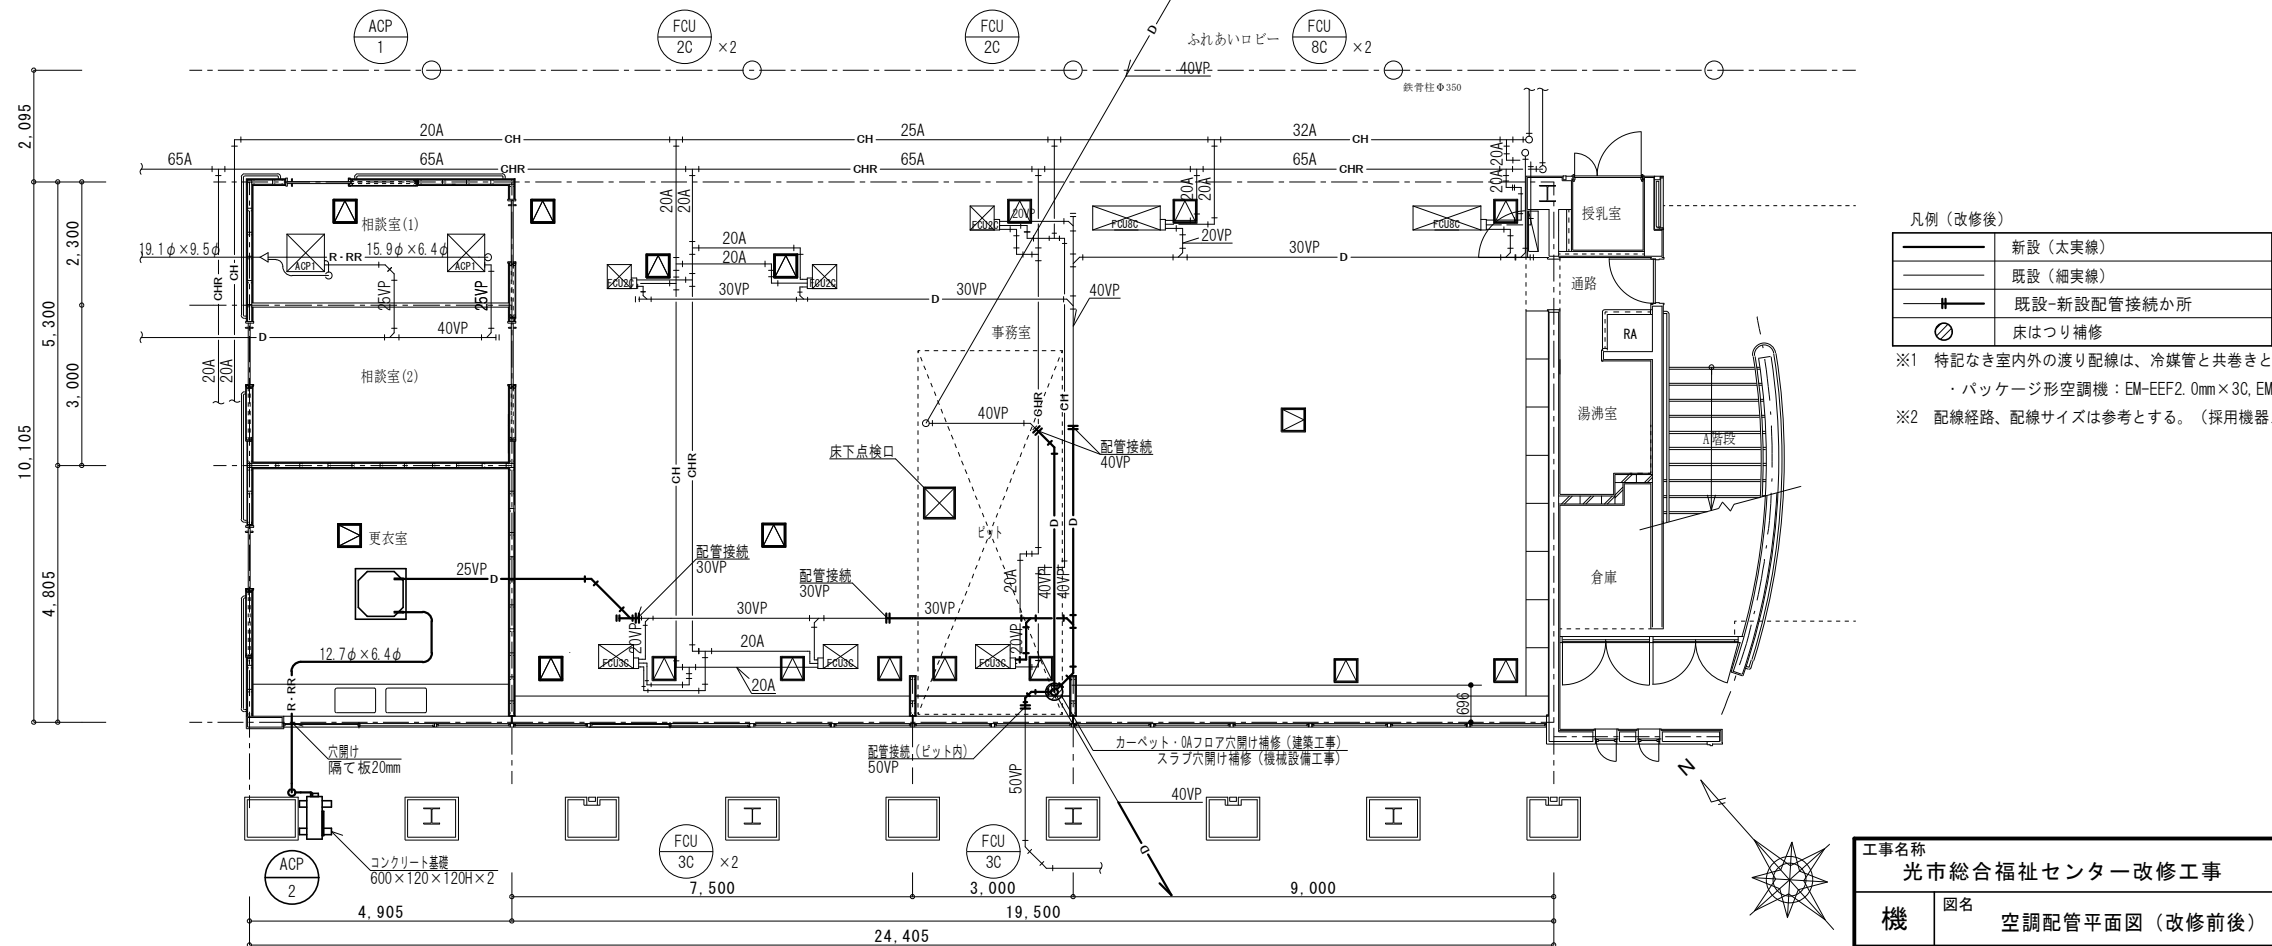 ACP
1
FCU
2C
×2
FCU
2C
FCU
8C
×2
ふれあいロビー
D
40VP
鉄骨柱Φ350
2,095
20A
CH
25A
CH
32A
CH
65A
65A
CHR
65A
CHR
65A
CHR
20A
20A
20A
20A
20A
20A
20A
相談室(1)
19.1φ×9.5φ
R・RR
15.9φ×6.4φ
ACP1
ACP1
CH
CHR
25VP
25VP
40VP
D
20A
20A
相談室(2)
2,300
5,300
3,000
10,105
4,805
FCU2C
20A
20A
FCU2C
30VP
D
30VP
FCU2C
20VP
FCU8C
20VP
FCU8C
30VP
D
40VP
事務室
授乳室
通路
RA
湯沸室
A階段
倉庫
凡例（改修後）
新設（太実線）
既設（細実線）
既設-新設配管接続か所
床はつり補修
※1 特記なき室内外の渡り配線は、冷媒管と共巻きと
・パッケージ形空調機：EM-EEF2.0mm×3C,EM
※2 配線経路、配線サイズは参考とする。（採用機器
40VP
CHR
CH
配管接続
40VP
床下点検口
CH
CHR
D
D
ピット
更衣室
25VP
D
配管接続
30VP
配管接続
30VP
20A
40VP
40VP
30VP
30VP
20VP
20A
20VP
FCU3C
FCU3C
FCU3C
20A
12.7φ×6.4φ
R・RR
696
穴開け
隔て板20mm
配管接続（ピット内）
50VP
カーペット・OAフロア穴開け補修（建築工事）
スラブ穴開け補修（機械設備工事）
50VP
40VP
D
コンクリート基礎
600×120×120H×2
ACP
2
FCU
3C
×2
FCU
3C
7,500
3,000
9,000
4,905
19,500
24,405
N
工事名称
光市総合福祉センター改修工事
機
図名
空調配管平面図（改修前後）